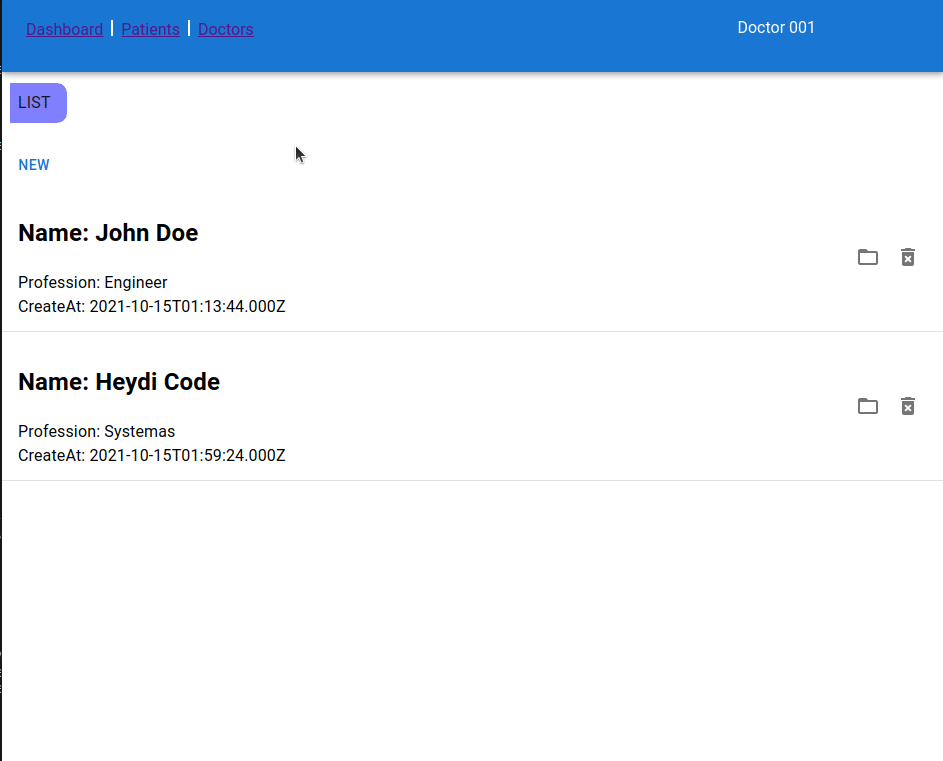 Dashboard | Patients | Doctors
Doctor 001
LIST
NEW
Name: John Doe
Profession: Engineer
CreateAt: 2021-10-15T01:13:44.000Z
Name: Heydi Code
Profession: Systemas
CreateAt: 2021-10-15T01:59:24.000Z